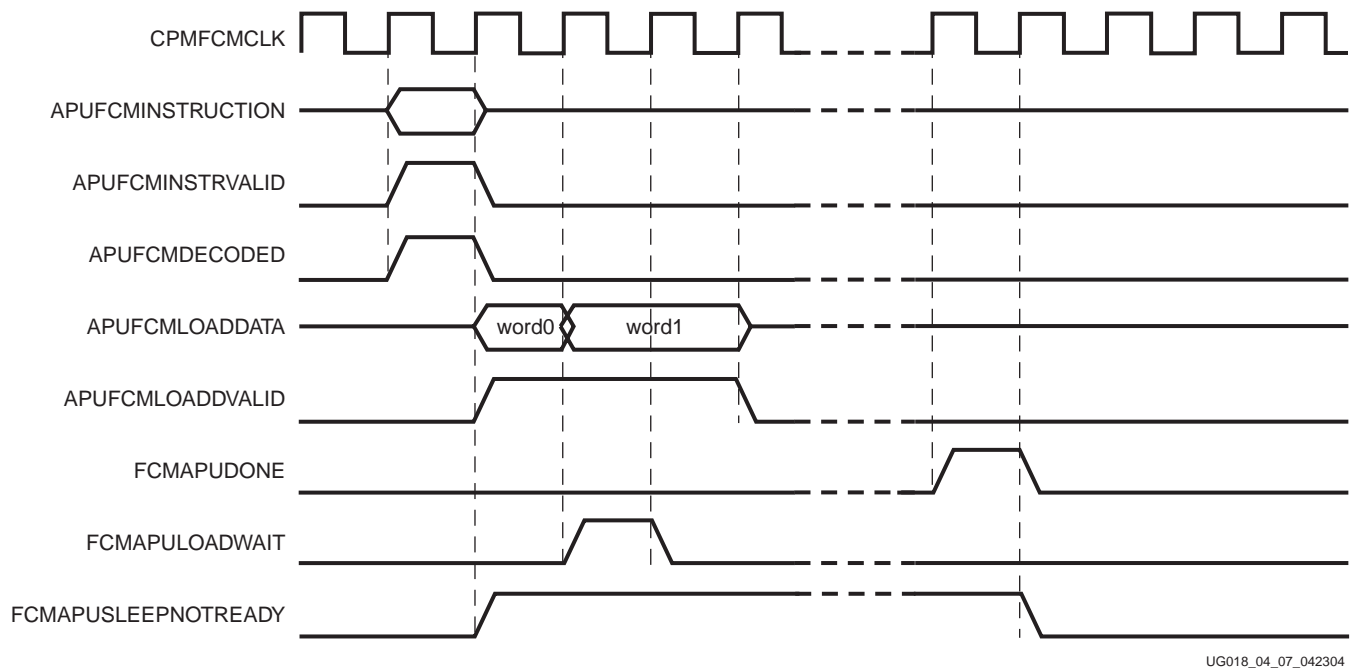 CPMFCMCLK
APUFCMINSTRUCTION
APUFCMINSTRVALID
APUFCMDECODED
APUFCMLOADDATA word0 word1
APUFCMLOADDVALID
FCMAPUDONE
FCMAPULOADWAIT
FCMAPUSLEEPNOTREADY
UG018_04_07_042304